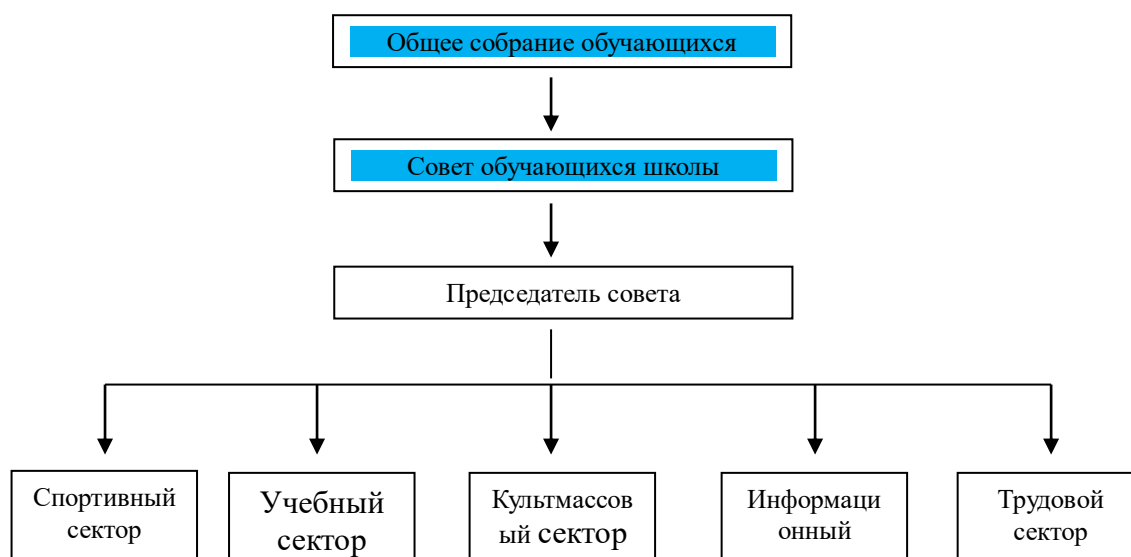 Общее собрание обучающихся
Совет обучающихся школы
Председатель совета
Спортивный
сектор
Учебный
сектор
Культмассов
ый сектор
Информаци
онный
Трудовой
сектор